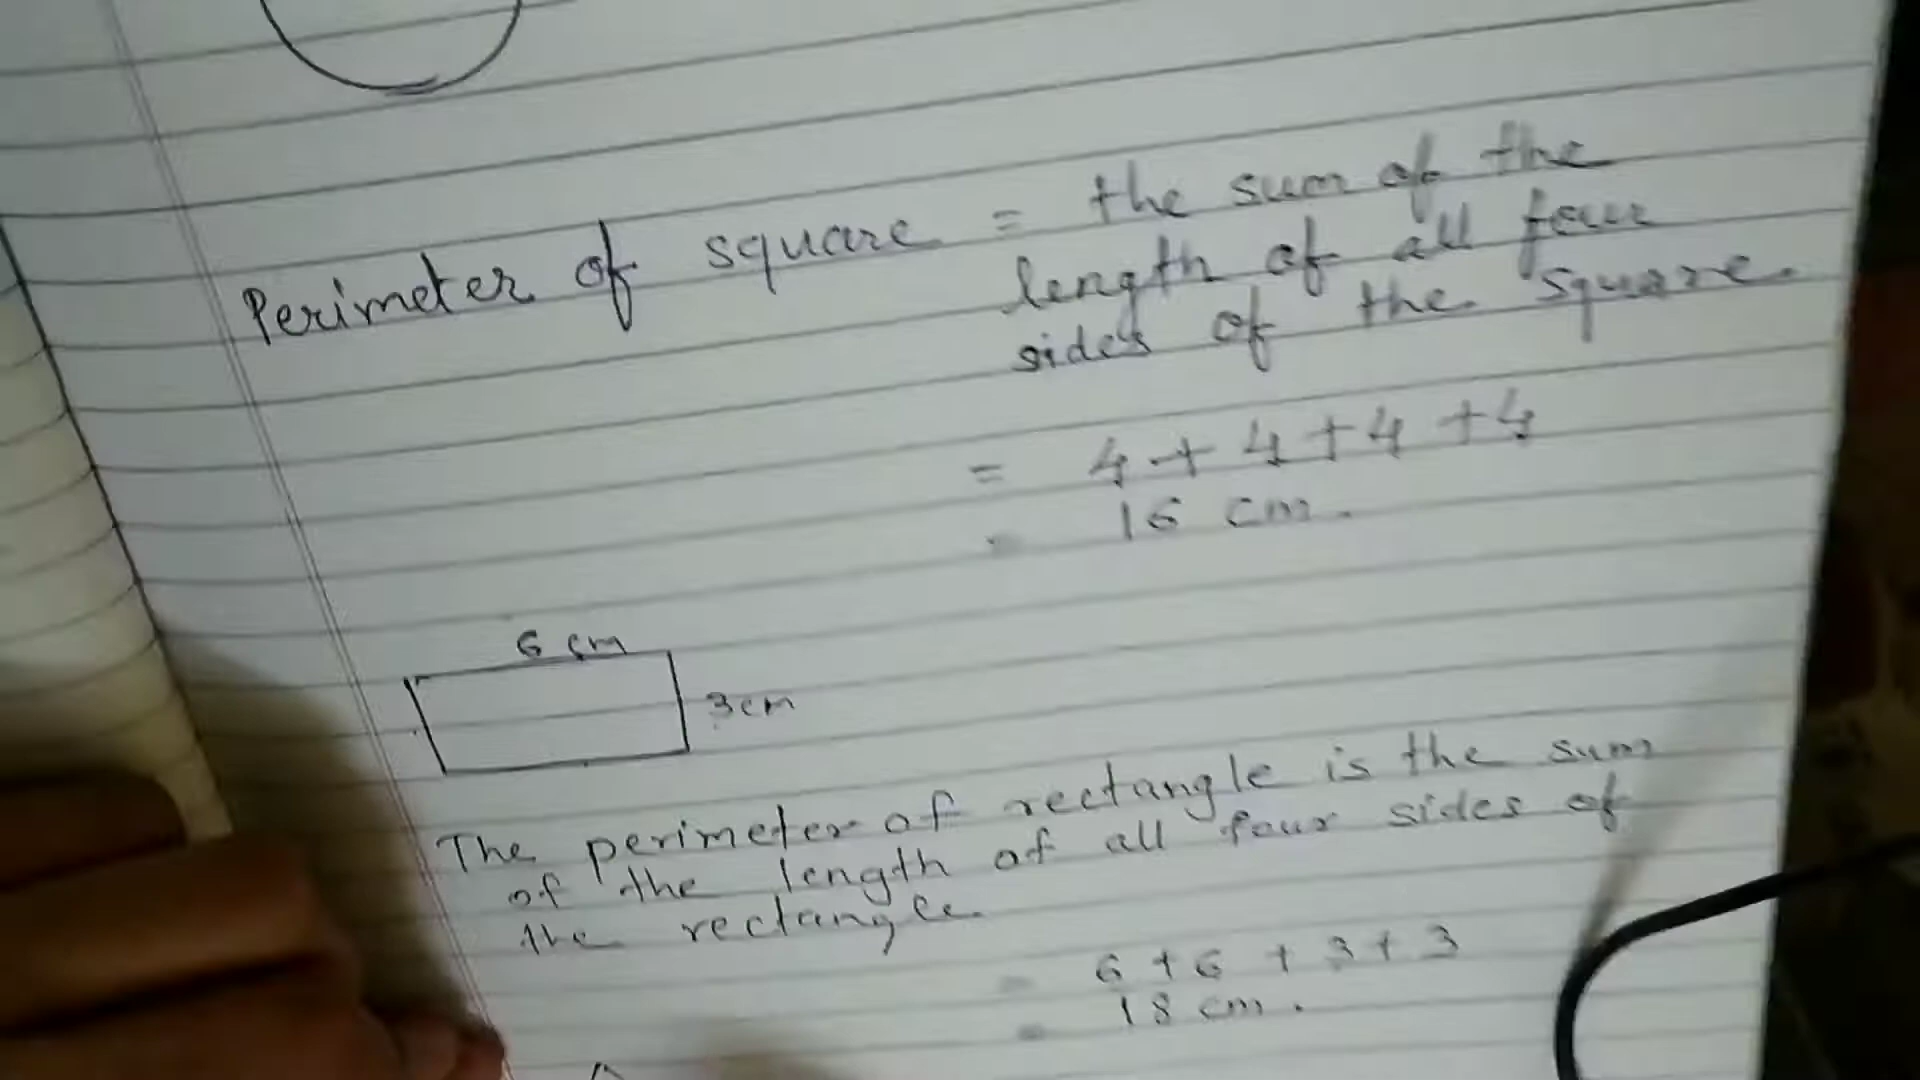 Perimeter of square = the sum of the
length of all four
sides of the square.
= 4 + 4 + 4 + 4
= 16 cm.
6 cm
3cm
The perimeter of rectangle is the sum
of the length of all four sides of
the rectangle.
= 6 + 6 + 3 + 3
= 18 cm.